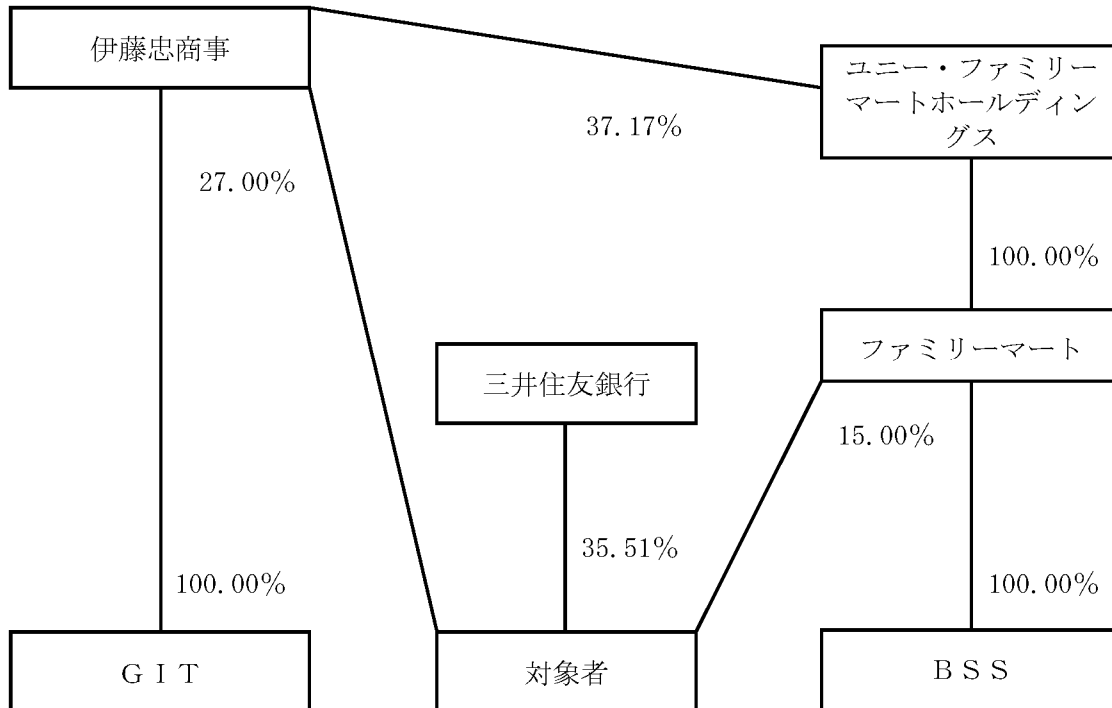 伊藤忠商事
ユニー・ファミリー
マートホールディン
グス
37.17%
27.00%
100.00%
ファミリーマート
三井住友銀行
15.00%
35.51%
100.00%
100.00%
ＧＩＴ
対象者
ＢＳＳ